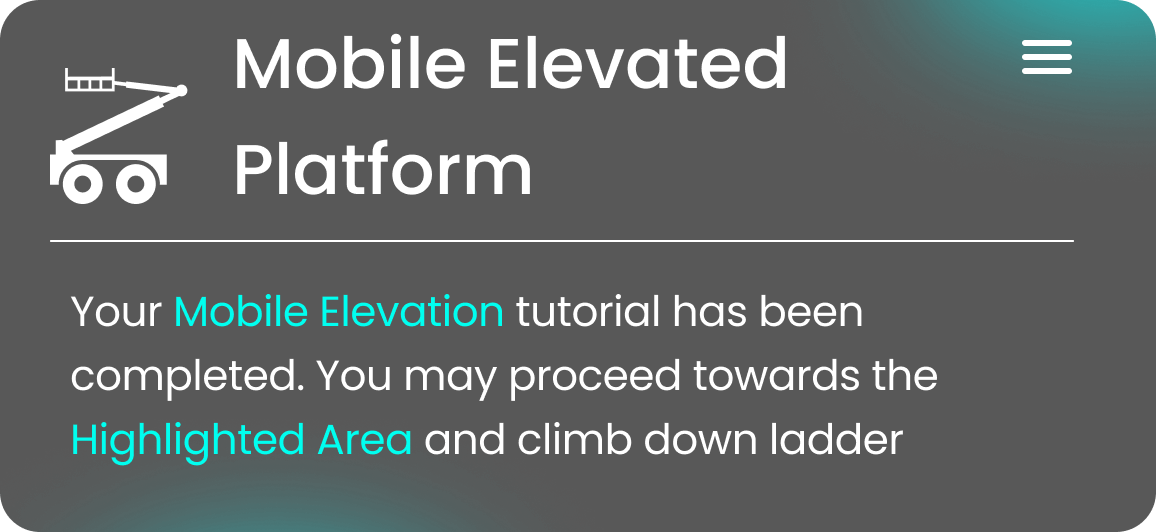 Mobile Elevated
Platform
Your Mobile Elevation tutorial has been
completed. You may proceed towards the
Highlighted Area and climb down ladder